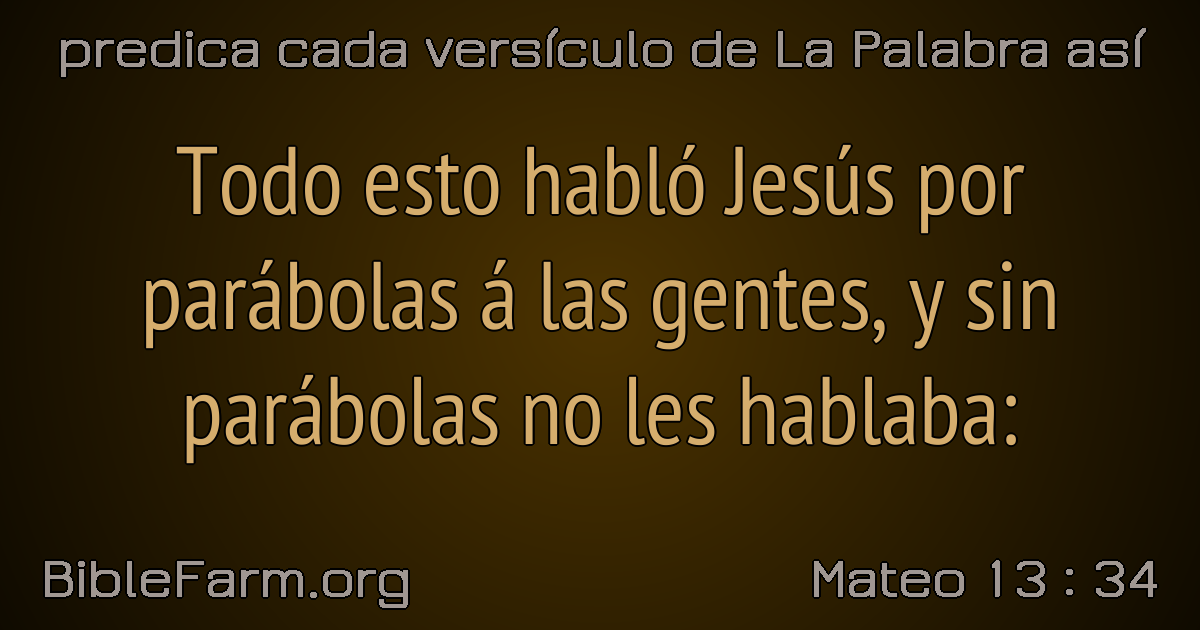 predica cada versículo de La Palabra así
Todo esto habló Jesús por
parábolas á las gentes, y sin
parábolas no les hablaba:
BibleFarm.org
Mateo 13 : 34